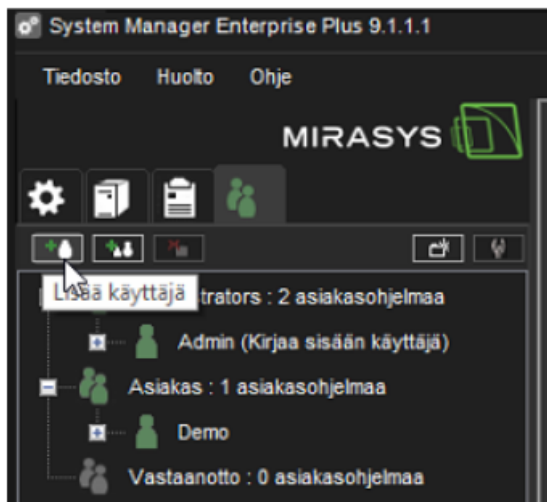 System Manager Enterprise Plus 9.1.1.1
Tiedosto Huolto Ohje
MIRASYS
Lisää käyttäjä
strators : 2 asiakasohjelmaa
Admin (Kirjaa sisään käyttäjä)
Asiakas : 1 asiakasohjelmaa
Demo
Vastaanotto : 0 asiakasohjelmaa